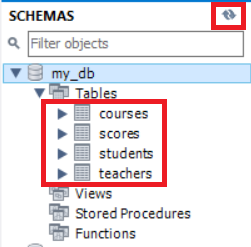 SCHEMAS
Filter objects
my_db
Tables
courses
scores
students
teachers
Views
Stored Procedures
Functions